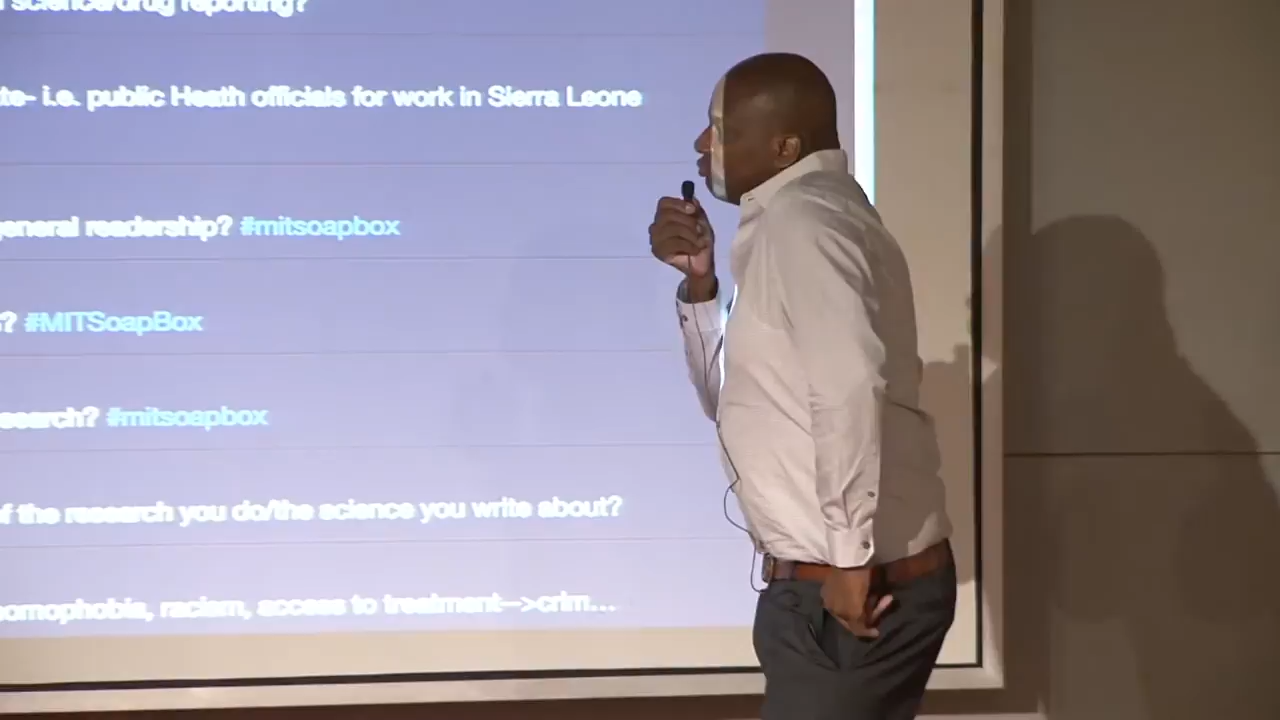 science/drug reporting?
te- i.e. public Heath officials for work in Sierra Leone
general readership? #mitsoapbox
? #MITSoapBox
esearch? #mitsoapbox
f the research you do/the science you write about?
omophobia, racism, access to treatment-->crim...